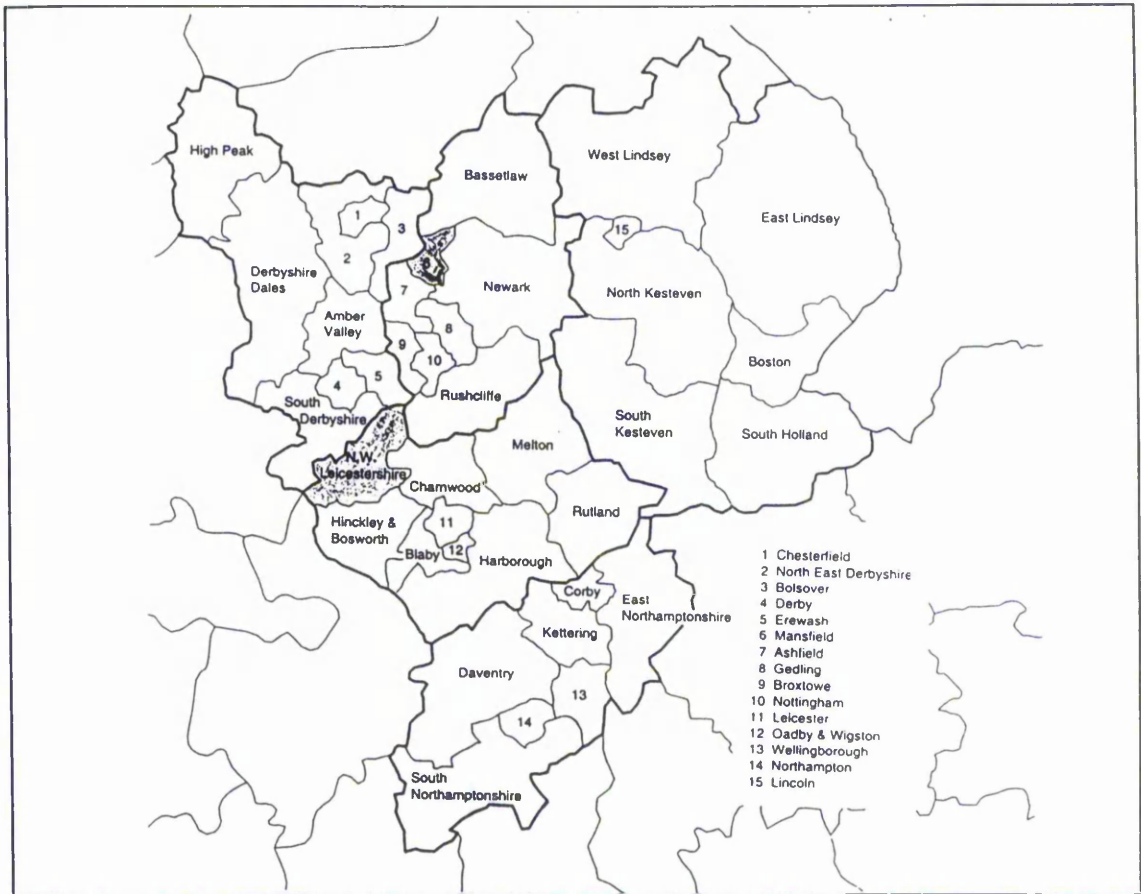 High Peak
West Lindsey
Bassetlaw
East Lindsey
1
3
15
2
6
Derbyshire
Dales
7
Newark
North Kesteven
Amber
Valley
8
9
10
Boston
5
4
Rushcliffe
South
Derbyshire
South
Kesteven
South Holland
Melton
N.W.
Leicestershire
Charnwood
Rutland
11
Hinckley &
Bosworth
Blaby
12
Harborough
Corby
East
Northamptonshire
Kettering
Daventry
13
14
South
Northamptonshire
1 Chesterfield
2 North East Derbyshire
3 Bolsover
4 Derby
5 Erewash
6 Mansfield
7 Ashfield
8 Gedling
9 Broxtowe
10 Nottingham
11 Leicester
12 Oadby & Wigston
13 Wellingborough
14 Northampton
15 Lincoln